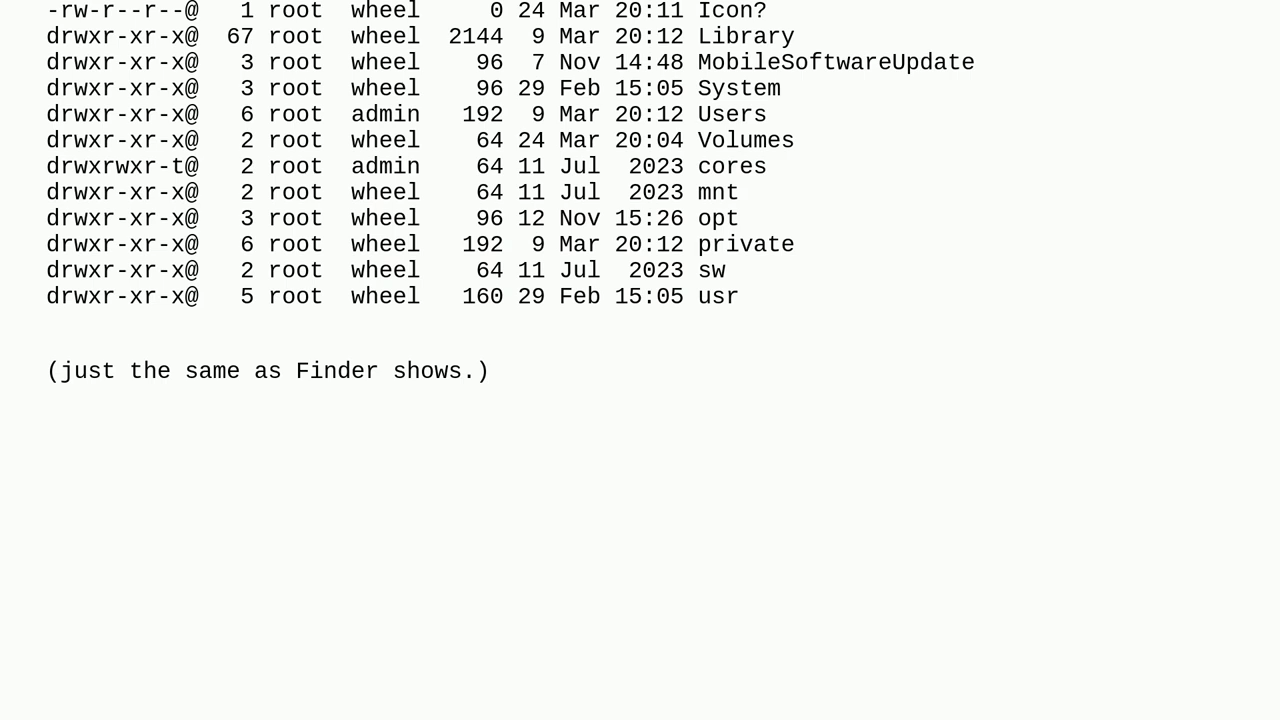 -rw-r--r--@   1 root  wheel     0 24 Mar 20:11 Icon?
drwxr-xr-x@  67 root  wheel  2144  9 Mar 20:12 Library
drwxr-xr-x@   3 root  wheel    96  7 Nov 14:48 MobileSoftwareUpdate
drwxr-xr-x@   3 root  wheel    96 29 Feb 15:05 System
drwxr-xr-x@   6 root  admin   192  9 Mar 20:12 Users
drwxr-xr-x@   2 root  wheel    64 24 Mar 20:04 Volumes
drwxrwxr-t@   2 root  admin    64 11 Jul  2023 cores
drwxr-xr-x@   2 root  wheel    64 11 Jul  2023 mnt
drwxr-xr-x@   3 root  wheel    96 12 Nov 15:26 opt
drwxr-xr-x@   6 root  wheel   192  9 Mar 20:12 private
drwxr-xr-x@   2 root  wheel    64 11 Jul  2023 sw
drwxr-xr-x@   5 root  wheel   160 29 Feb 15:05 usr
(just the same as Finder shows.)